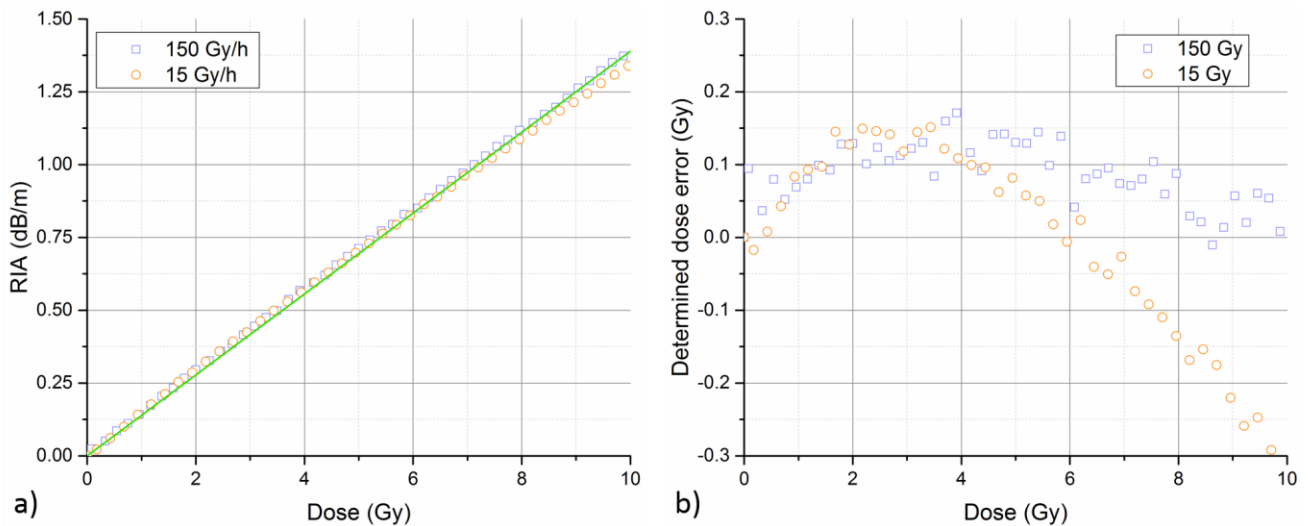 1.50
1.25
1.00
0.75
0.50
0.25
0.00
RIA (dB/m)
150 Gy/h
15 Gy/h
0 2 4 6 8 10
Dose (Gy)
a)
0.3
0.2
0.1
0.0
-0.1
-0.2
-0.3
Determined dose error (Gy)
150 Gy
15 Gy
0 2 4 6 8 10
Dose (Gy)
b)